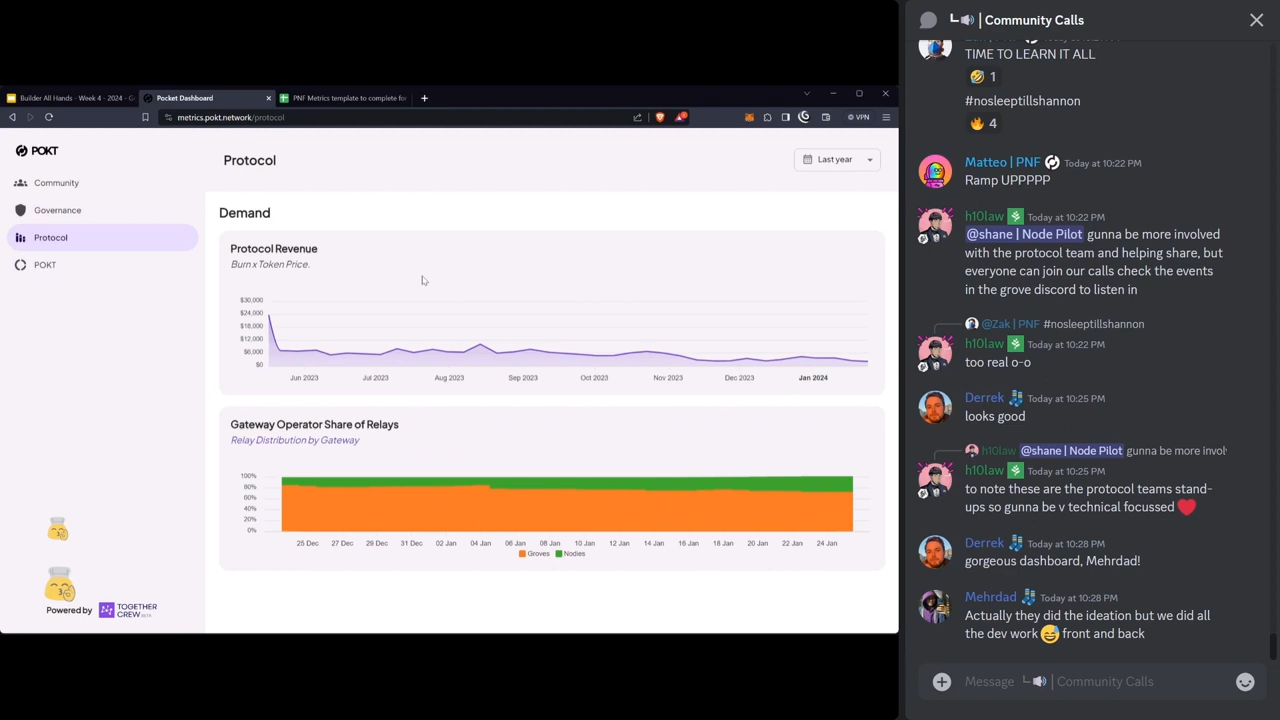 Builder All Hands - Week 4 - 2024 - G
Pocket Dashboard
PNF Metrics template to complete fo
metrics.pokt.network/protocol
VPN
POKT
Community
Governance
Protocol
POKT
Powered by TOGETHER CREW BETA
Protocol
Last year
Demand
Protocol Revenue
Burn x Token Price.
$30,000
$24,000
$18,000
$12,000
$6,000
$0
Jun 2023 Jul 2023 Aug 2023 Sep 2023 Oct 2023 Nov 2023 Dec 2023 Jan 2024
Gateway Operator Share of Relays
Relay Distribution by Gateway
100%
80%
60%
40%
20%
0%
25 Dec 27 Dec 29 Dec 31 Dec 02 Jan 04 Jan 06 Jan 08 Jan 10 Jan 12 Jan 14 Jan 16 Jan 18 Jan 20 Jan 22 Jan 24 Jan
Groves Nodies
Community Calls
TIME TO LEARN IT ALL
1
#nosleeptillshannon
4
Matteo | PNF Today at 10:22 PM
Ramp UPPPPP
h10law Today at 10:22 PM
@shane | Node Pilot gunna be more involved
with the protocol team and helping share, but
everyone can join our calls check the events
in the grove discord to listen in
@Zak | PNF #nosleeptillshannon
h10law Today at 10:22 PM
too real o-o
Derrek Today at 10:25 PM
looks good
h10law @shane | Node Pilot gunna be more invol
h10law Today at 10:25 PM
to note these are the protocol teams stand-
ups so gunna be v technical focussed
Derrek Today at 10:28 PM
gorgeous dashboard, Mehrdad!
Mehrdad Today at 10:28 PM
Actually they did the ideation but we did all
the dev work front and back
Message Community Calls